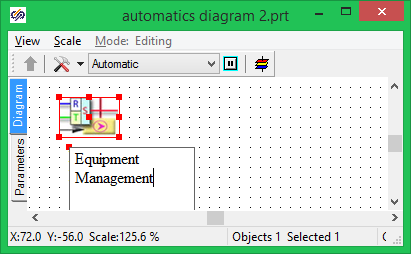 automatics diagram 2.prt
View Scale Mode: Editing
Automatic
Diagram
Parameters
R
S
T
Equipment
Management
X:72.0 Y:-56.0 Scale:125.6 % Objects 1 Selected 1